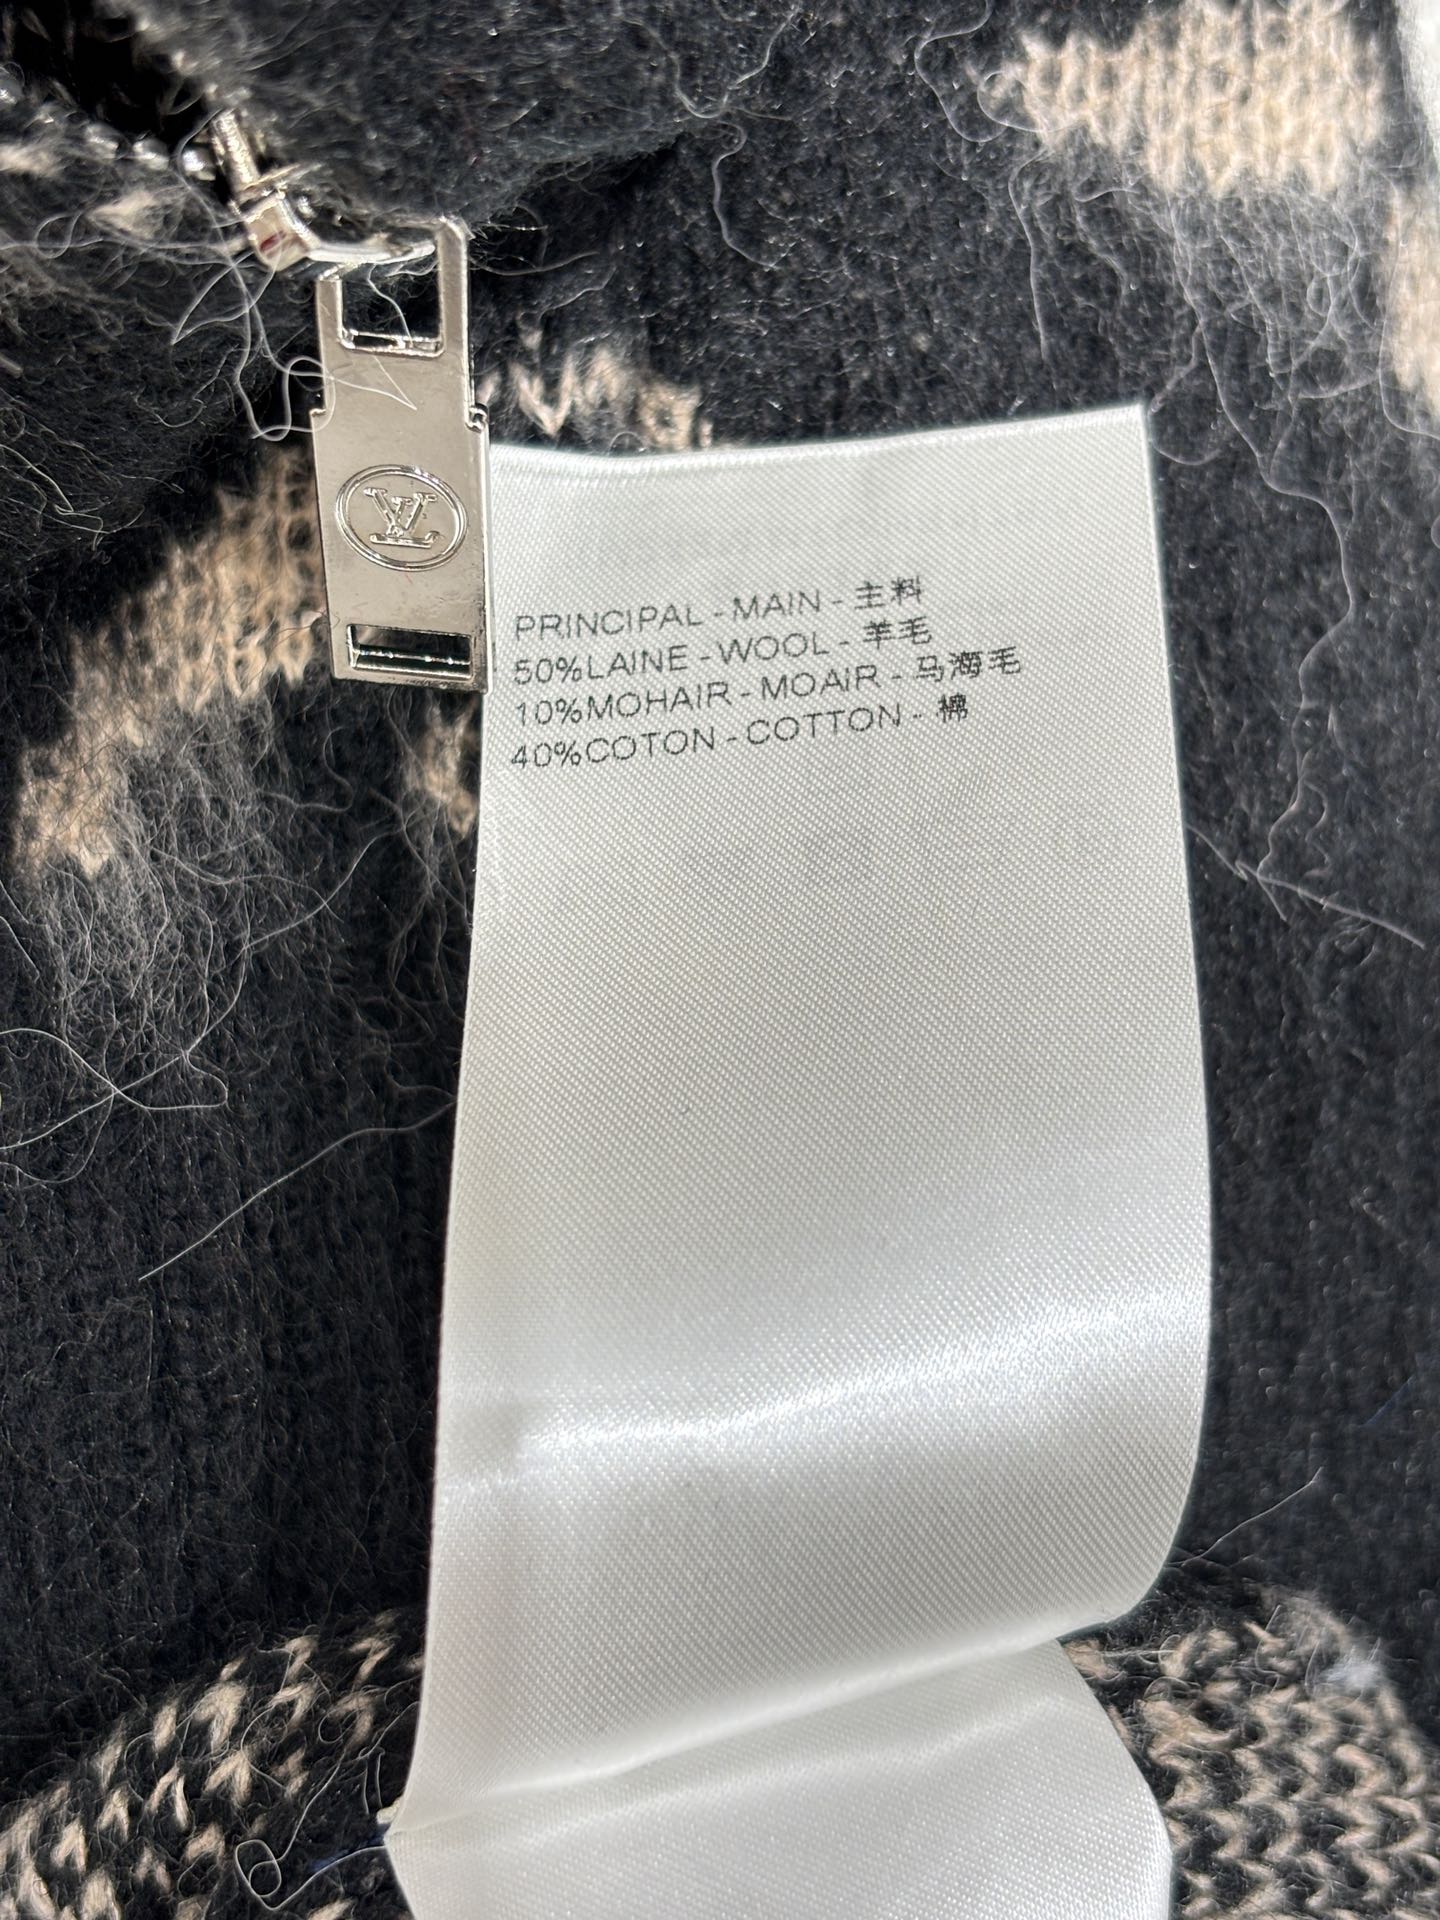 LV
PRINCIPAL - MAIN - 主料
50%LAINE - WOOL - 羊毛
10%MOHAIR - MOAIR - 马海毛
40%COTON - COTTON - 棉